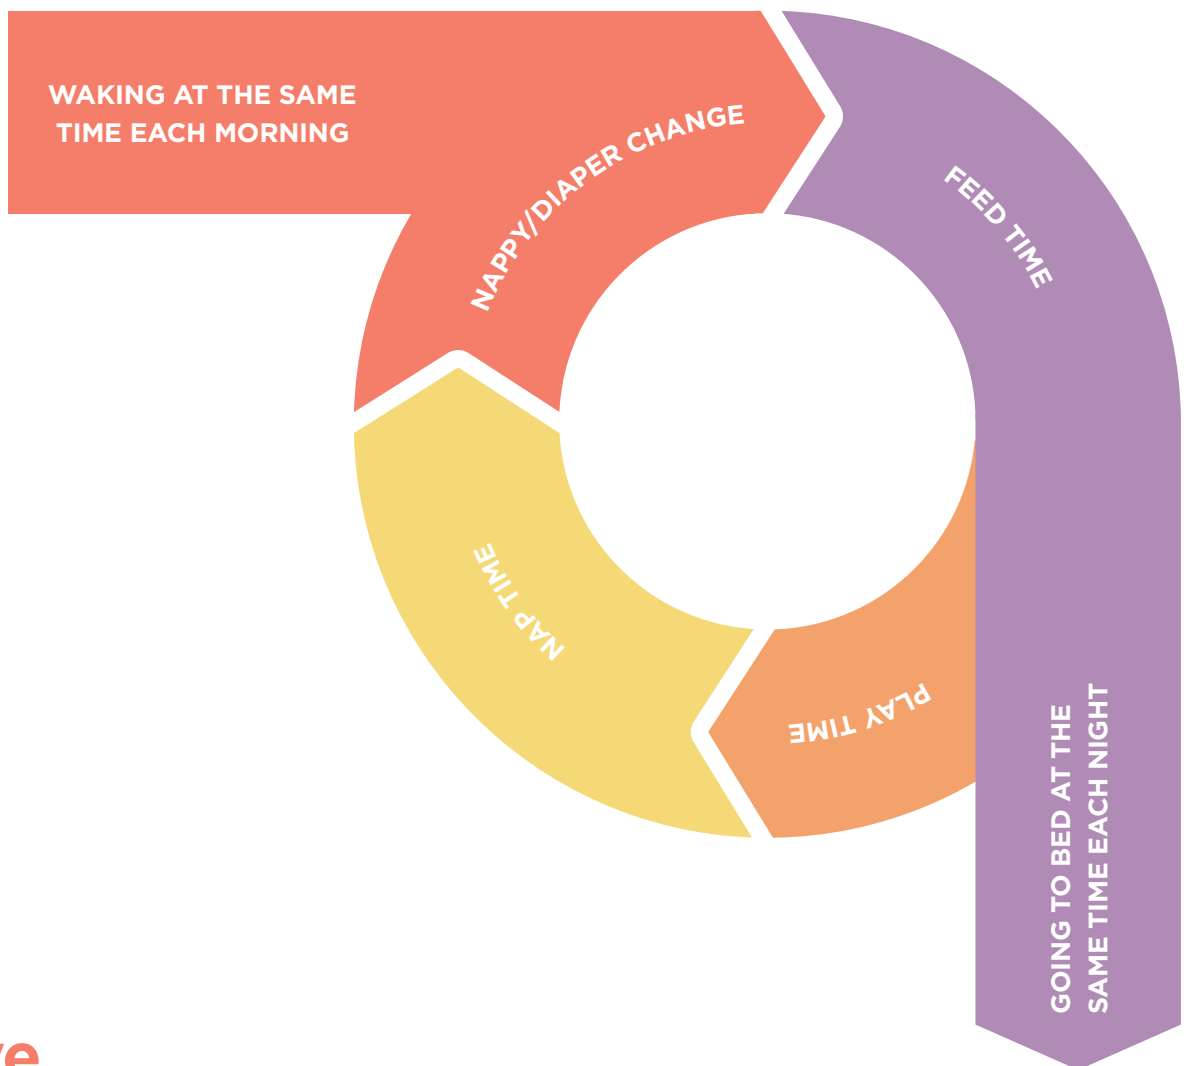 WAKING AT THE SAME
TIME EACH MORNING
NAPPY/DIAPER CHANGE
FEED TIME
PLAY TIME
NAP TIME
GOING TO BED AT THE
SAME TIME EACH NIGHT